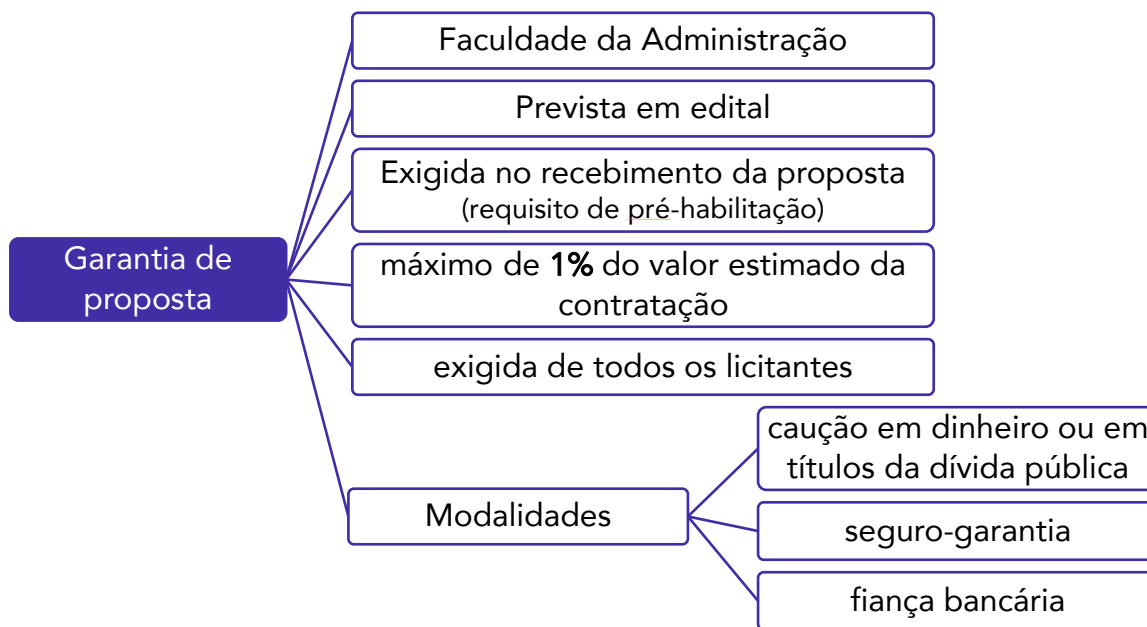 Faculdade da Administração
Prevista em edital
Exigida no recebimento da proposta
(requisito de pré-habilitação)
Garantia de
proposta
máximo de 1% do valor estimado da
contratação
exigida de todos os licitantes
Modalidades
caução em dinheiro ou em
títulos da dívida pública
seguro-garantia
fiança bancária